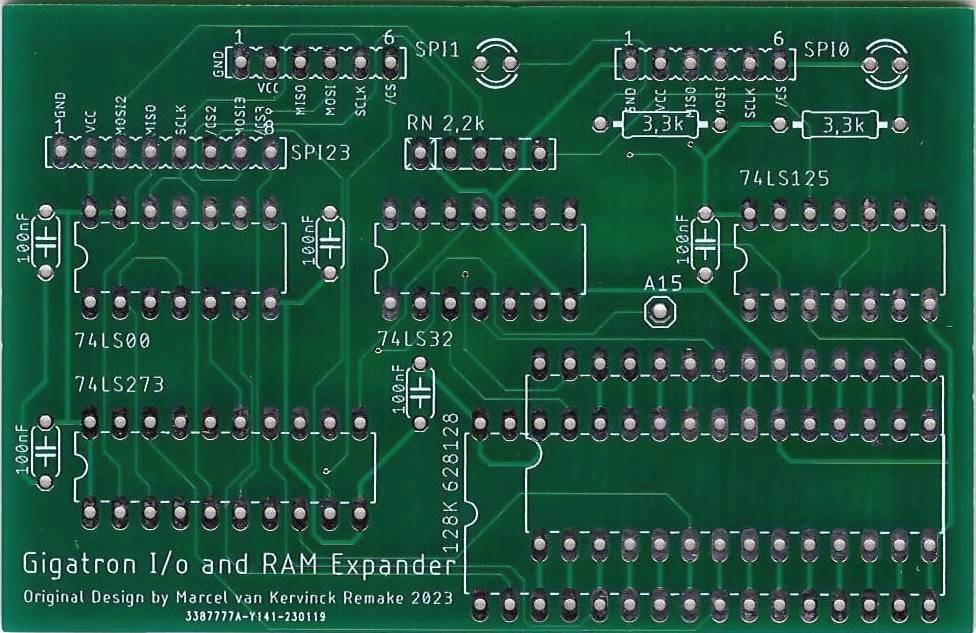 1 6 SPI1
GND
VCC
MISO
MOSI
SCLK
/CS
1 6 SPI0
GND
VCC
MISO
MOSI
SCLK
/CS
3,3k
3,3k
1 GND
VCC
MOSI2
MISO
SCLK
/CS2
MOSI3
/CS3
8
SPI23
RN 2,2k
74LS125
100nF
100nF
100nF
A15
74LS00
74LS32
74LS273
100nF
100nF
128K 628128
Gigatron I/o and RAM Expander
Original Design by Marcel van Kervinck Remake 2023
3387777A-Y141-230119